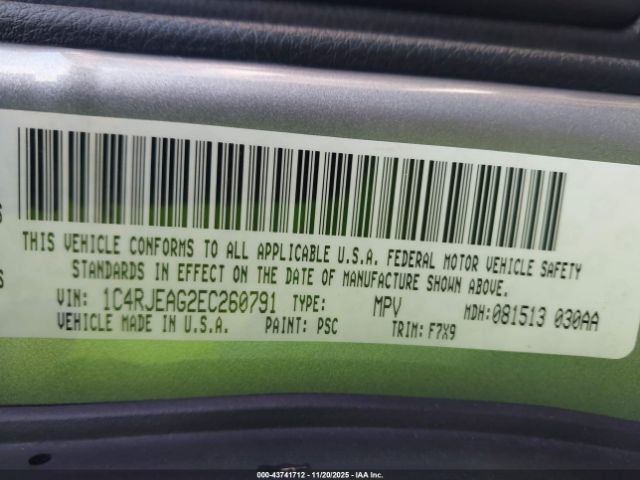 THIS VEHICLE CONFORMS TO ALL APPLICABLE U.S.A. FEDERAL MOTOR VEHICLE SAFETY
STANDARDS IN EFFECT ON THE DATE OF MANUFACTURE SHOWN ABOVE.
VIN: 1C4RJEAG2EC260791 TYPE: MPV MDH: 081513 030AA
VEHICLE MADE IN U.S.A. PAINT: PSC TRIM: F7X9
000-43741712 - 11/20/2025 - IAA Inc.